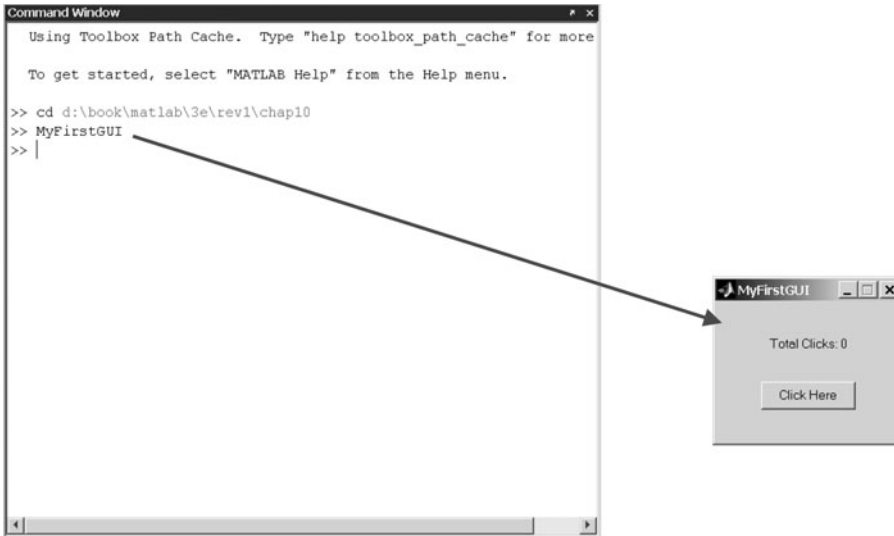 Command Window
Using Toolbox Path Cache. Type "help toolbox_path_cache" for more
To get started, select "MATLAB Help" from the Help menu.
>> cd d:\book\matlab\3e\rev1\chap10
>> MyFirstGUI
>>
MyFirstGUI
Total Clicks: 0
Click Here